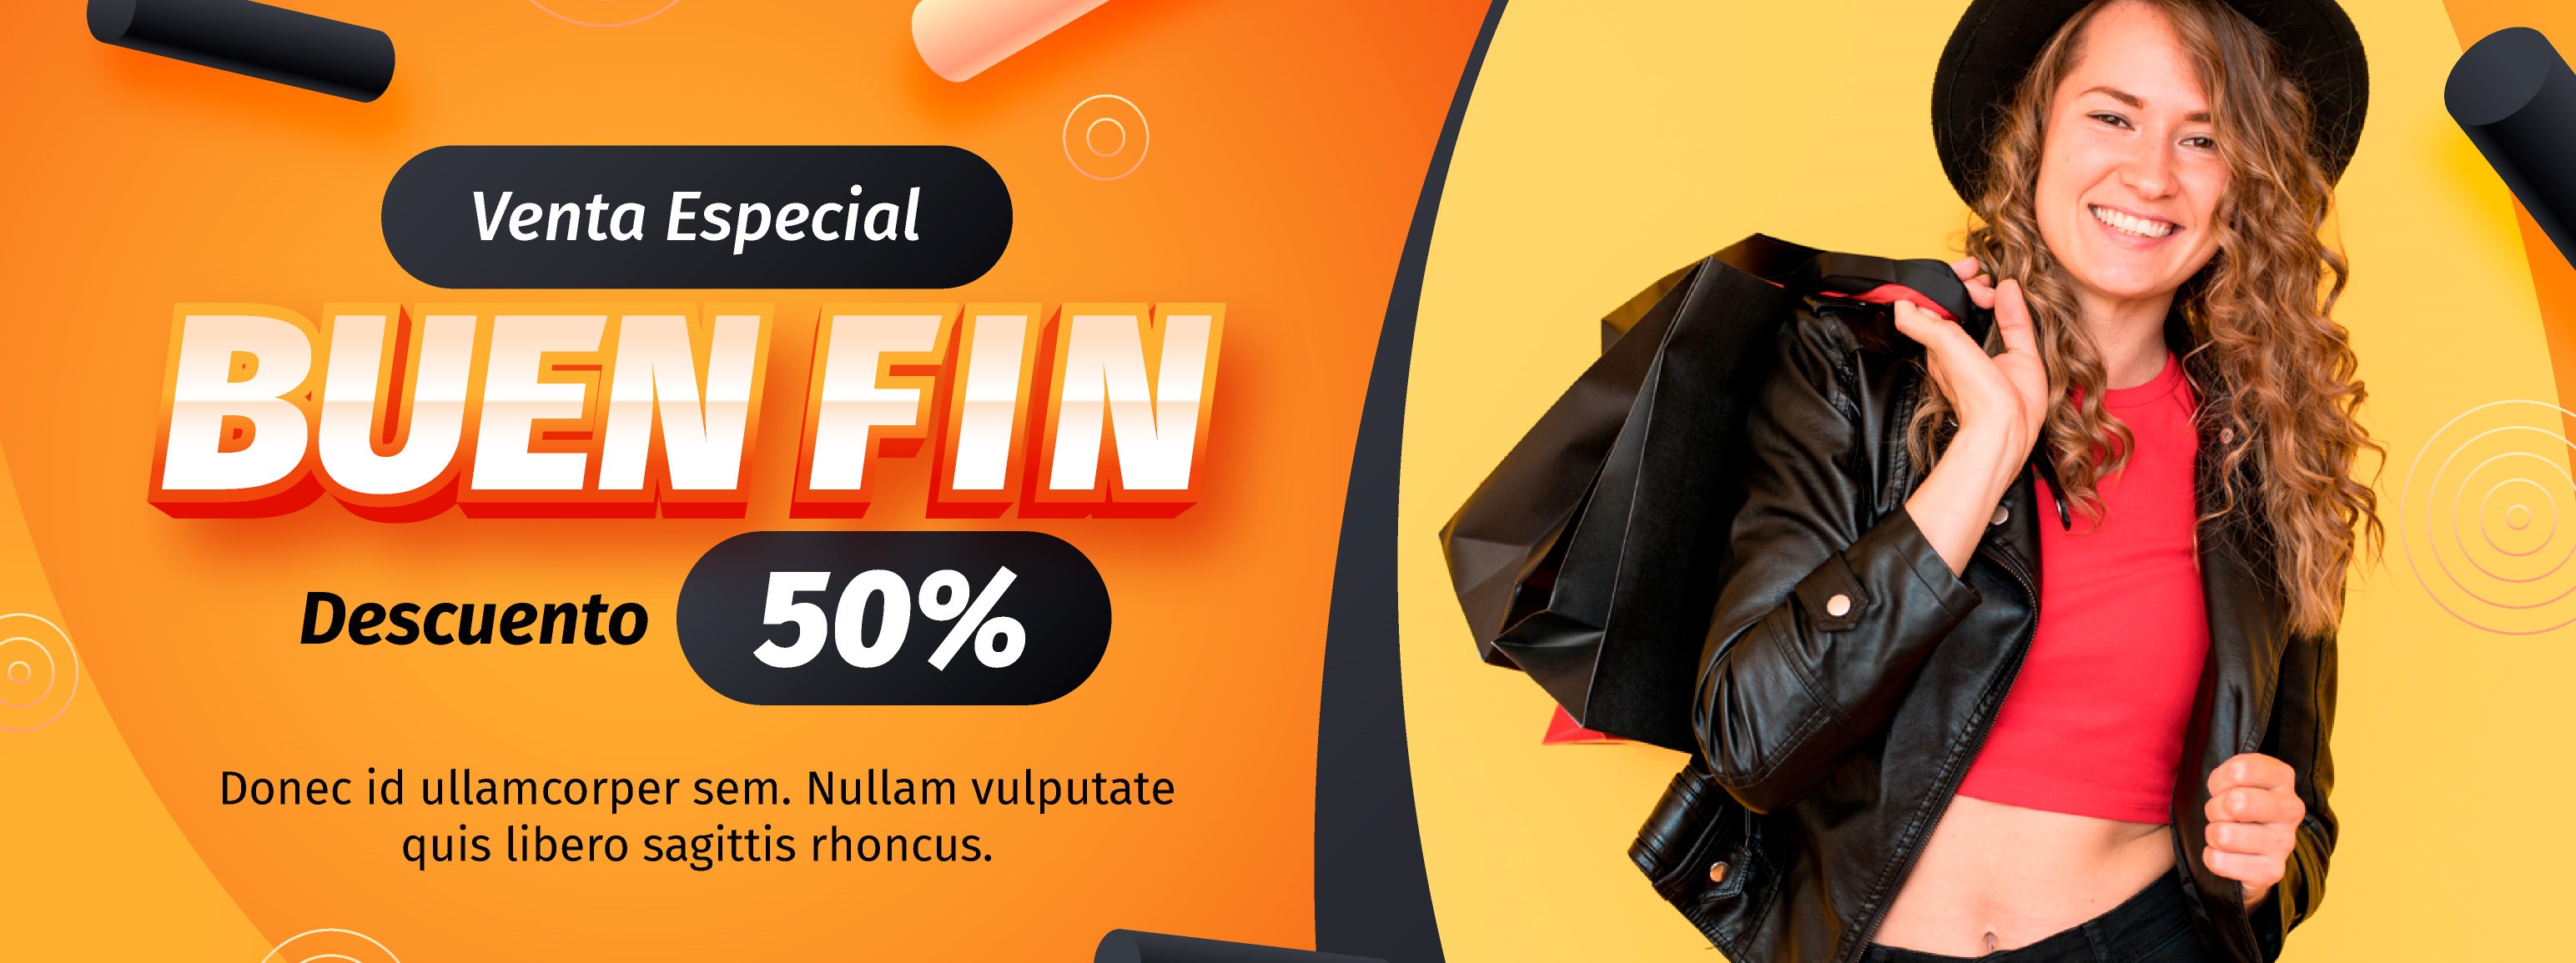 Venta Especial
BUEN FIN
Descuento 50%
Donec id ullamcorper sem. Nullam vulputate
quis libero sagittis rhoncus.